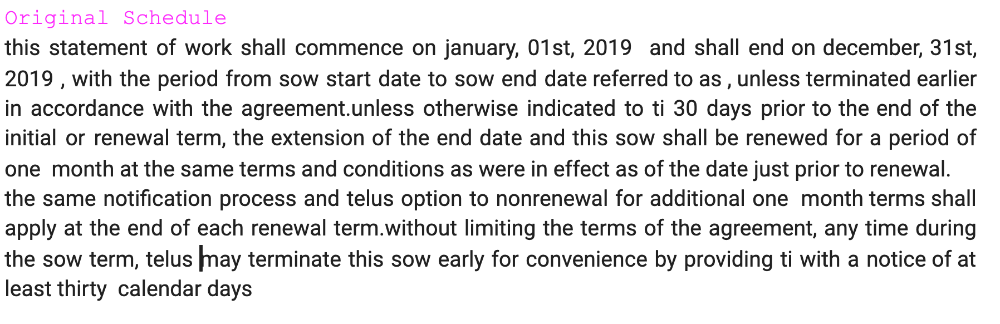 Original Schedule
this statement of work shall commence on january, 01st, 2019  and shall end on december, 31st,
2019 , with the period from sow start date to sow end date referred to as , unless terminated earlier
in accordance with the agreement.unless otherwise indicated to ti 30 days prior to the end of the
initial or renewal term, the extension of the end date and this sow shall be renewed for a period of
one  month at the same terms and conditions as were in effect as of the date just prior to renewal.
the same notification process and telus option to nonrenewal for additional one  month terms shall
apply at the end of each renewal term.without limiting the terms of the agreement, any time during
the sow term, telus may terminate this sow early for convenience by providing ti with a notice of at
least thirty  calendar days